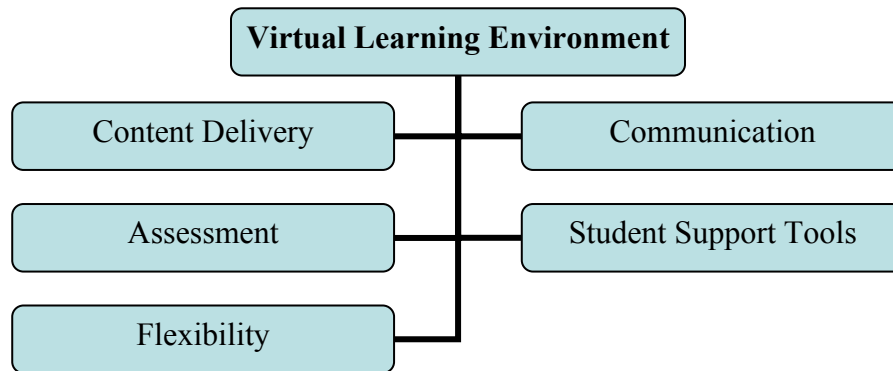 Virtual Learning Environment
Content Delivery
Communication
Assessment
Student Support Tools
Flexibility